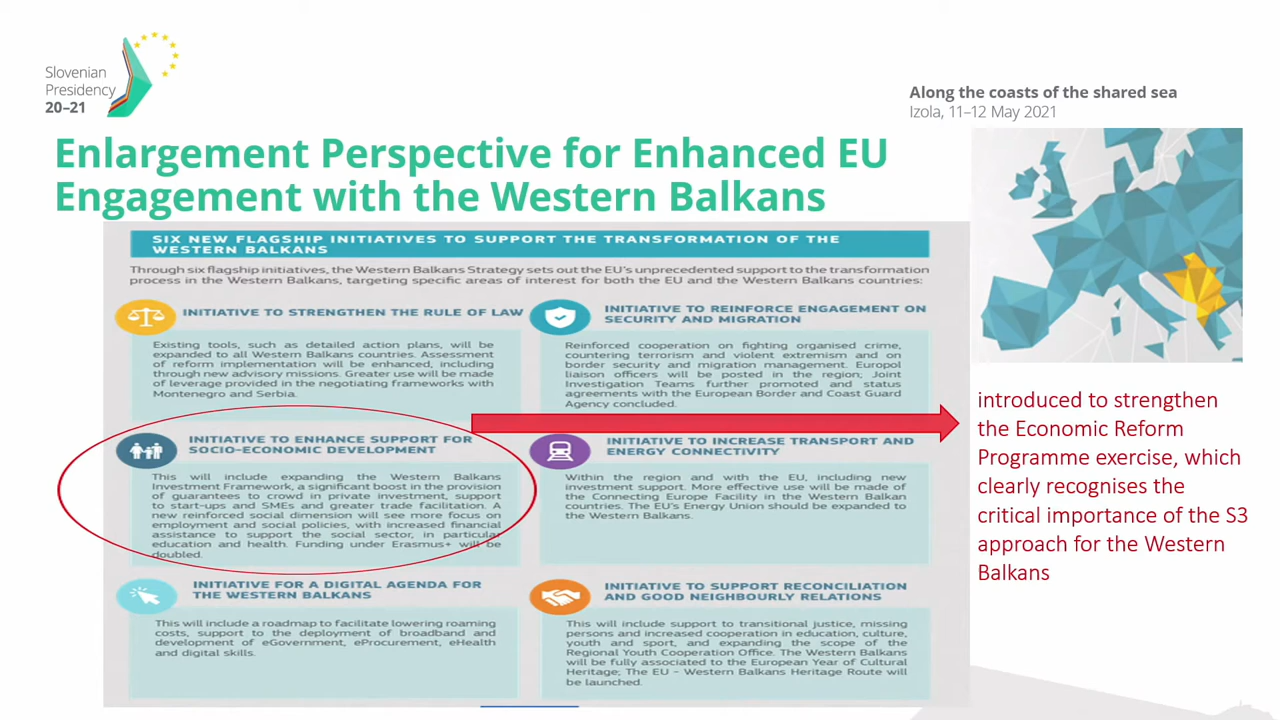 Slovenian
Presidency
20–21
Along the coasts of the shared sea
Izola, 11–12 May 2021
Enlargement Perspective for Enhanced EU
Engagement with the Western Balkans
SIX NEW FLAGSHIP INITIATIVES TO SUPPORT THE TRANSFORMATION OF THE
WESTERN BALKANS
Through six flagship initiatives, the Western Balkans Strategy sets out the EU's unprecedented support to the transformation
process in the Western Balkans, targeting specific areas of interest for both the EU and the Western Balkans countries:
INITIATIVE TO STRENGTHEN THE RULE OF LAW
Existing tools, such as detailed action plans, will be
expanded to all Western Balkans countries. Assessment
of reform implementation will be enhanced, including
through new advisory missions. Greater use will be made
of leverage provided in the negotiating frameworks with
Montenegro and Serbia.
INITIATIVE TO REINFORCE ENGAGEMENT ON
SECURITY AND MIGRATION
Reinforced cooperation on fighting organised crime,
countering terrorism and violent extremism and on
border security and migration management. Europol
liaison officers will be posted in the region; Joint
Investigation Teams further promoted and status
agreements with the European Border and Coast Guard
Agency concluded.
INITIATIVE TO ENHANCE SUPPORT FOR
SOCIO-ECONOMIC DEVELOPMENT
This will include expanding the Western Balkans
Investment Framework, a significant boost in the provision
of guarantees to crowd in private investment, support
to start-ups and SMEs and greater trade facilitation. A
new reinforced social dimension will see more focus on
employment and social policies, with increased financial
assistance to support the social sector, in particular
education and health. Funding under Erasmus+ will be
doubled.
INITIATIVE TO INCREASE TRANSPORT AND
ENERGY CONNECTIVITY
Within the region and with the EU, including new
investment support. More effective use will be made of
the Connecting Europe Facility in the Western Balkan
countries. The EU's Energy Union should be expanded to
the Western Balkans.
INITIATIVE FOR A DIGITAL AGENDA FOR
THE WESTERN BALKANS
This will include a roadmap to facilitate lowering roaming
costs, support to the deployment of broadband and
development of eGovernment, eProcurement, eHealth
and digital skills.
INITIATIVE TO SUPPORT RECONCILIATION
AND GOOD NEIGHBOURLY RELATIONS
This will include support to transitional justice, missing
persons and increased cooperation in education, culture,
youth and sport, and expanding the scope of the
Regional Youth Cooperation Office. The Western Balkans
will be fully associated to the European Year of Cultural
Heritage; The EU - Western Balkans Heritage Route will
be launched.
introduced to strengthen
the Economic Reform
Programme exercise, which
clearly recognises the
critical importance of the S3
approach for the Western
Balkans